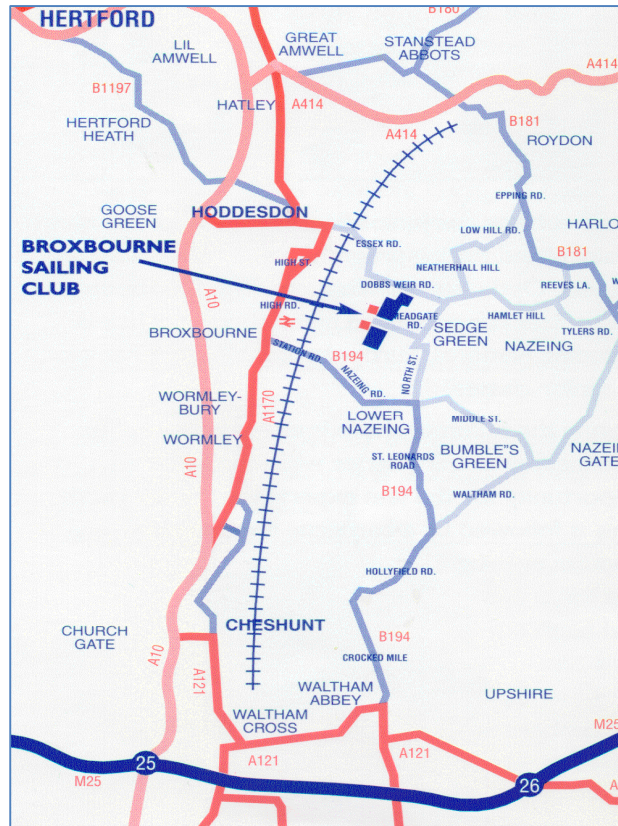 HERTFORD
B180
LIL
AMWELL
GREAT
AMWELL
STANSTEAD
ABBOTS
A414
B1197
HATLEY
A414
HERTFORD
HEATH
A414
B181
ROYDON
EPPING RD.
GOOSE
GREEN
HODDESDON
LOW HILL RD.
HARLO
ESSEX RD.
BROXBOURNE
SAILING
CLUB
HIGH ST.
NEATHERHALL HILL
B181
DOBBS WEIR RD.
REEVES LA.
W
A10
HIGH RD.
MEADGATE
RD.
HAMLET HILL
BROXBOURNE
SEDGE
GREEN
TYLERS RD.
NAZEING
STATION RD
B194
NAZEING RD.
NORTH ST.
WORMLEY-
BURY
A1170
LOWER
NAZEING
MIDDLE ST.
WORMLEY
BUMBLE"S
GREEN
NAZEIN
GATE
ST. LEONARDS
ROAD
A10
B194
WALTHAM RD.
HOLLYFIELD RD.
CHESHUNT
CHURCH
GATE
A10
B194
CROCKED MILE
A121
WALTHAM
ABBEY
UPSHIRE
WALTHAM
CROSS
M25
25
A121
A121
M25
26
A